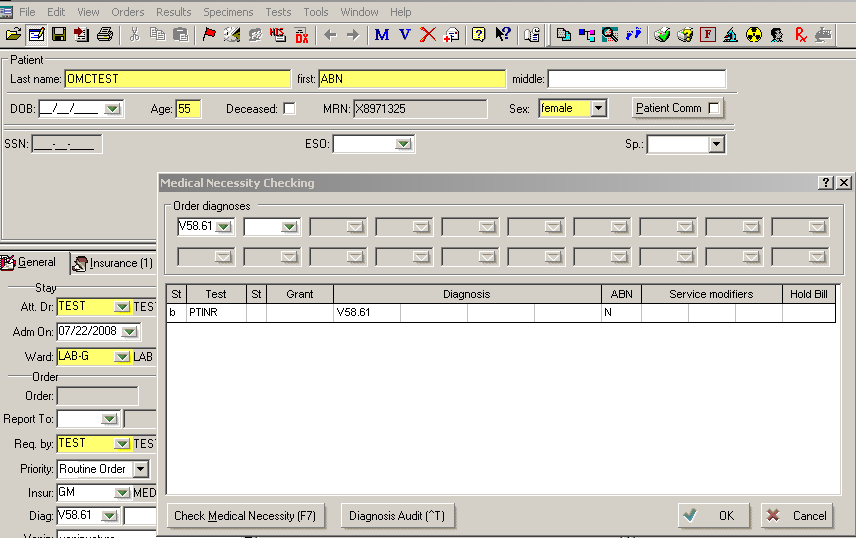 File Edit View Orders Results Specimens Tests Tools Window Help
HIS DX M V F Rx
Patient
Last name: OMCTEST first: ABN middle:
DOB: __/__/____ Age: 55 Deceased: MRN: X8971325 Sex: female Patient Comm
SSN: ___-__-____ ESO: Sp.:
Medical Necessity Checking
Order diagnoses
V58.61
General Insurance (1)
Stay
Att. Dr: TEST TES
Adm On: 07/22/2008
Ward: LAB-G LAB
Order
Order:
Report To:
Req. by: TEST TES
Priority: Routine Order
Insur: GM MED
Diag: V58.61
St Test St Grant Diagnosis ABN Service modifiers Hold Bill
b PTINR V58.61 N
Check Medical Necessity (F7) Diagnosis Audit (^T) OK Cancel